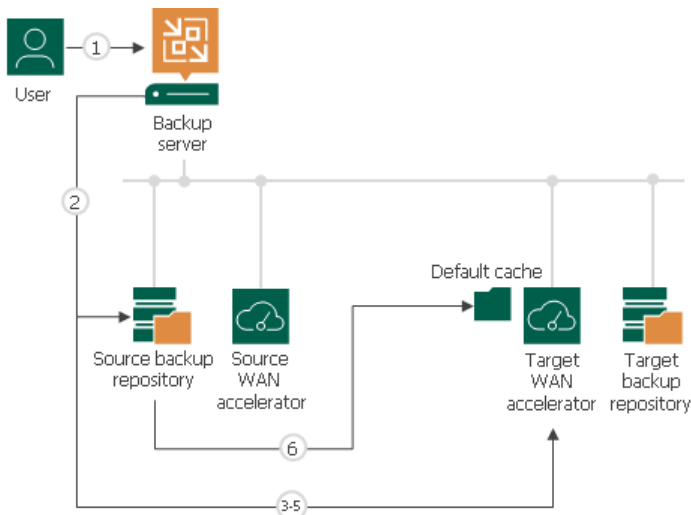 1
User
Backup
server
2
Default cache
Source backup
repository
Source
WAN
accelerator
Target
WAN
accelerator
Target
backup
repository
6
3-5